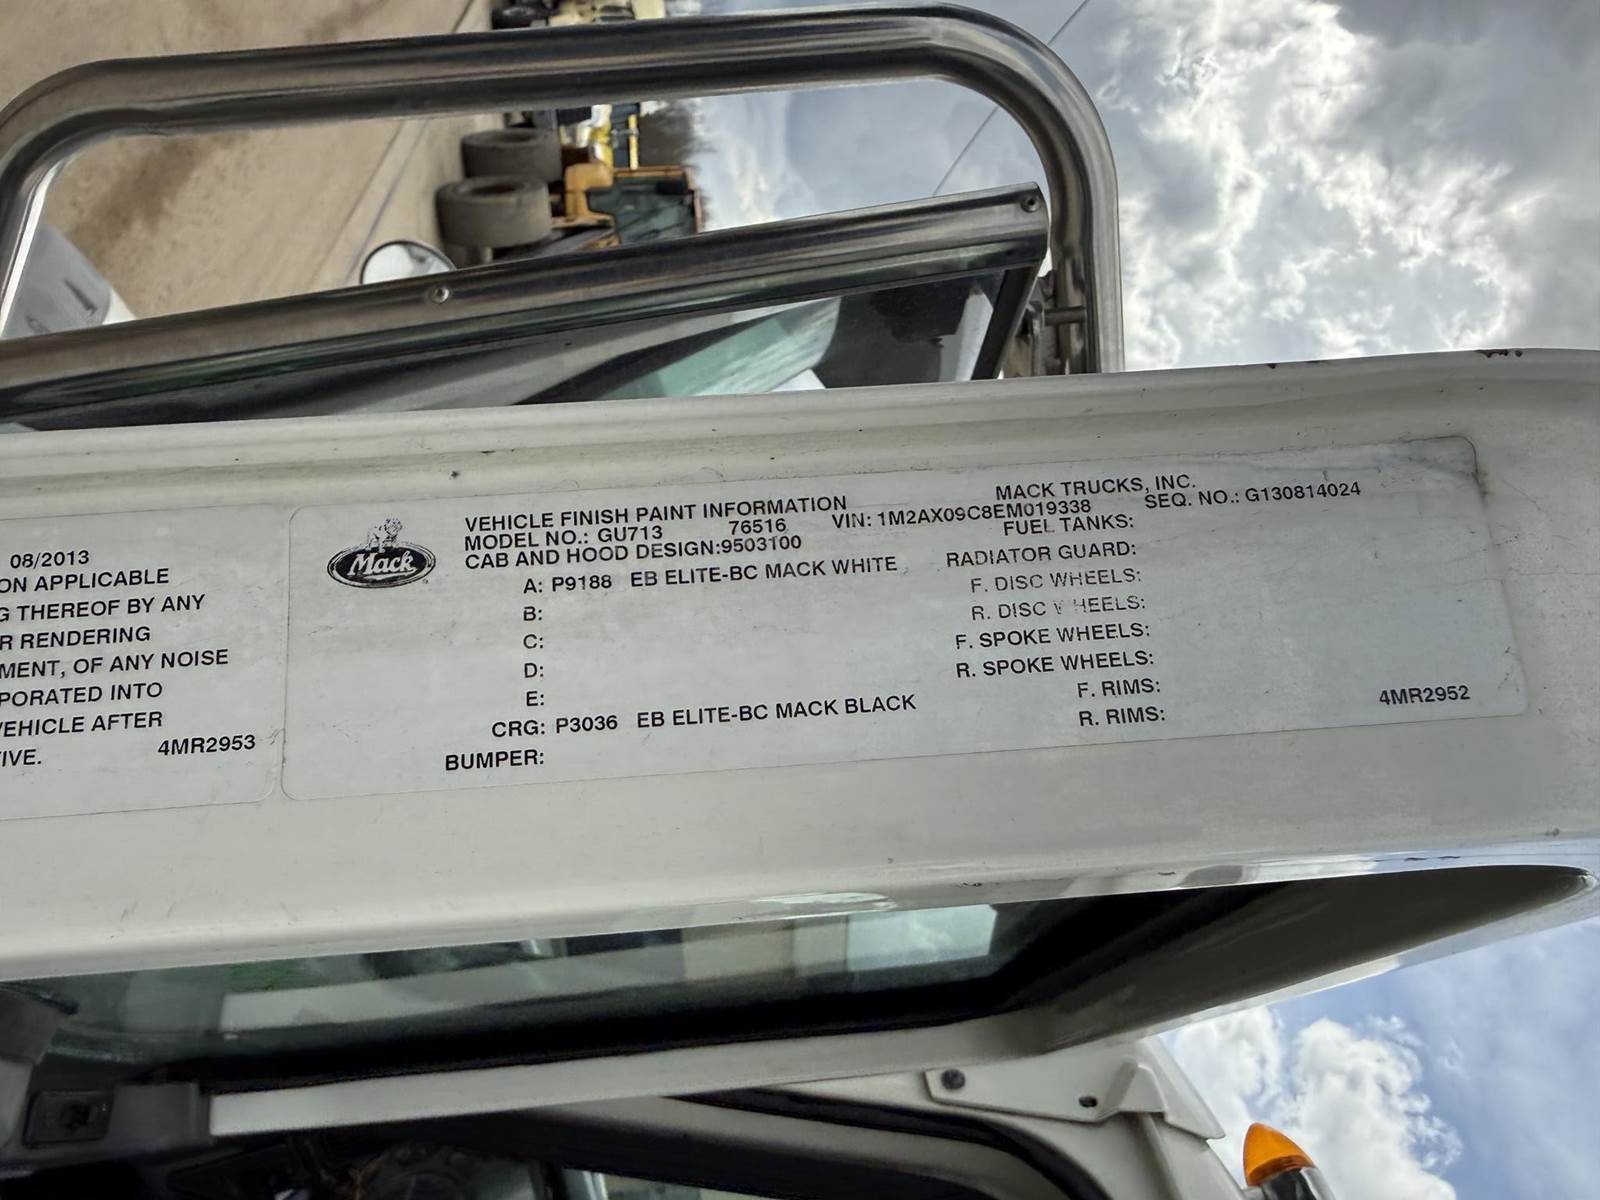 08/2013
ON APPLICABLE
G THEREOF BY ANY
R RENDERING
MENT, OF ANY NOISE
PORATED INTO
VEHICLE AFTER
IVE.
4MR2953
Mack
VEHICLE FINISH PAINT INFORMATION
MACK TRUCKS, INC.
MODEL NO.: GU713 76516 VIN: 1M2AX09C8EM019338 SEQ. NO.: G130814024
CAB AND HOOD DESIGN:9503100
A: P9188 EB ELITE-BC MACK WHITE
B:
C:
D:
E:
CRG: P3036 EB ELITE-BC MACK BLACK
BUMPER:
FUEL TANKS:
RADIATOR GUARD:
F. DISC WHEELS:
R. DISC WHEELS:
F. SPOKE WHEELS:
R. SPOKE WHEELS:
F. RIMS:
R. RIMS:
4MR2952